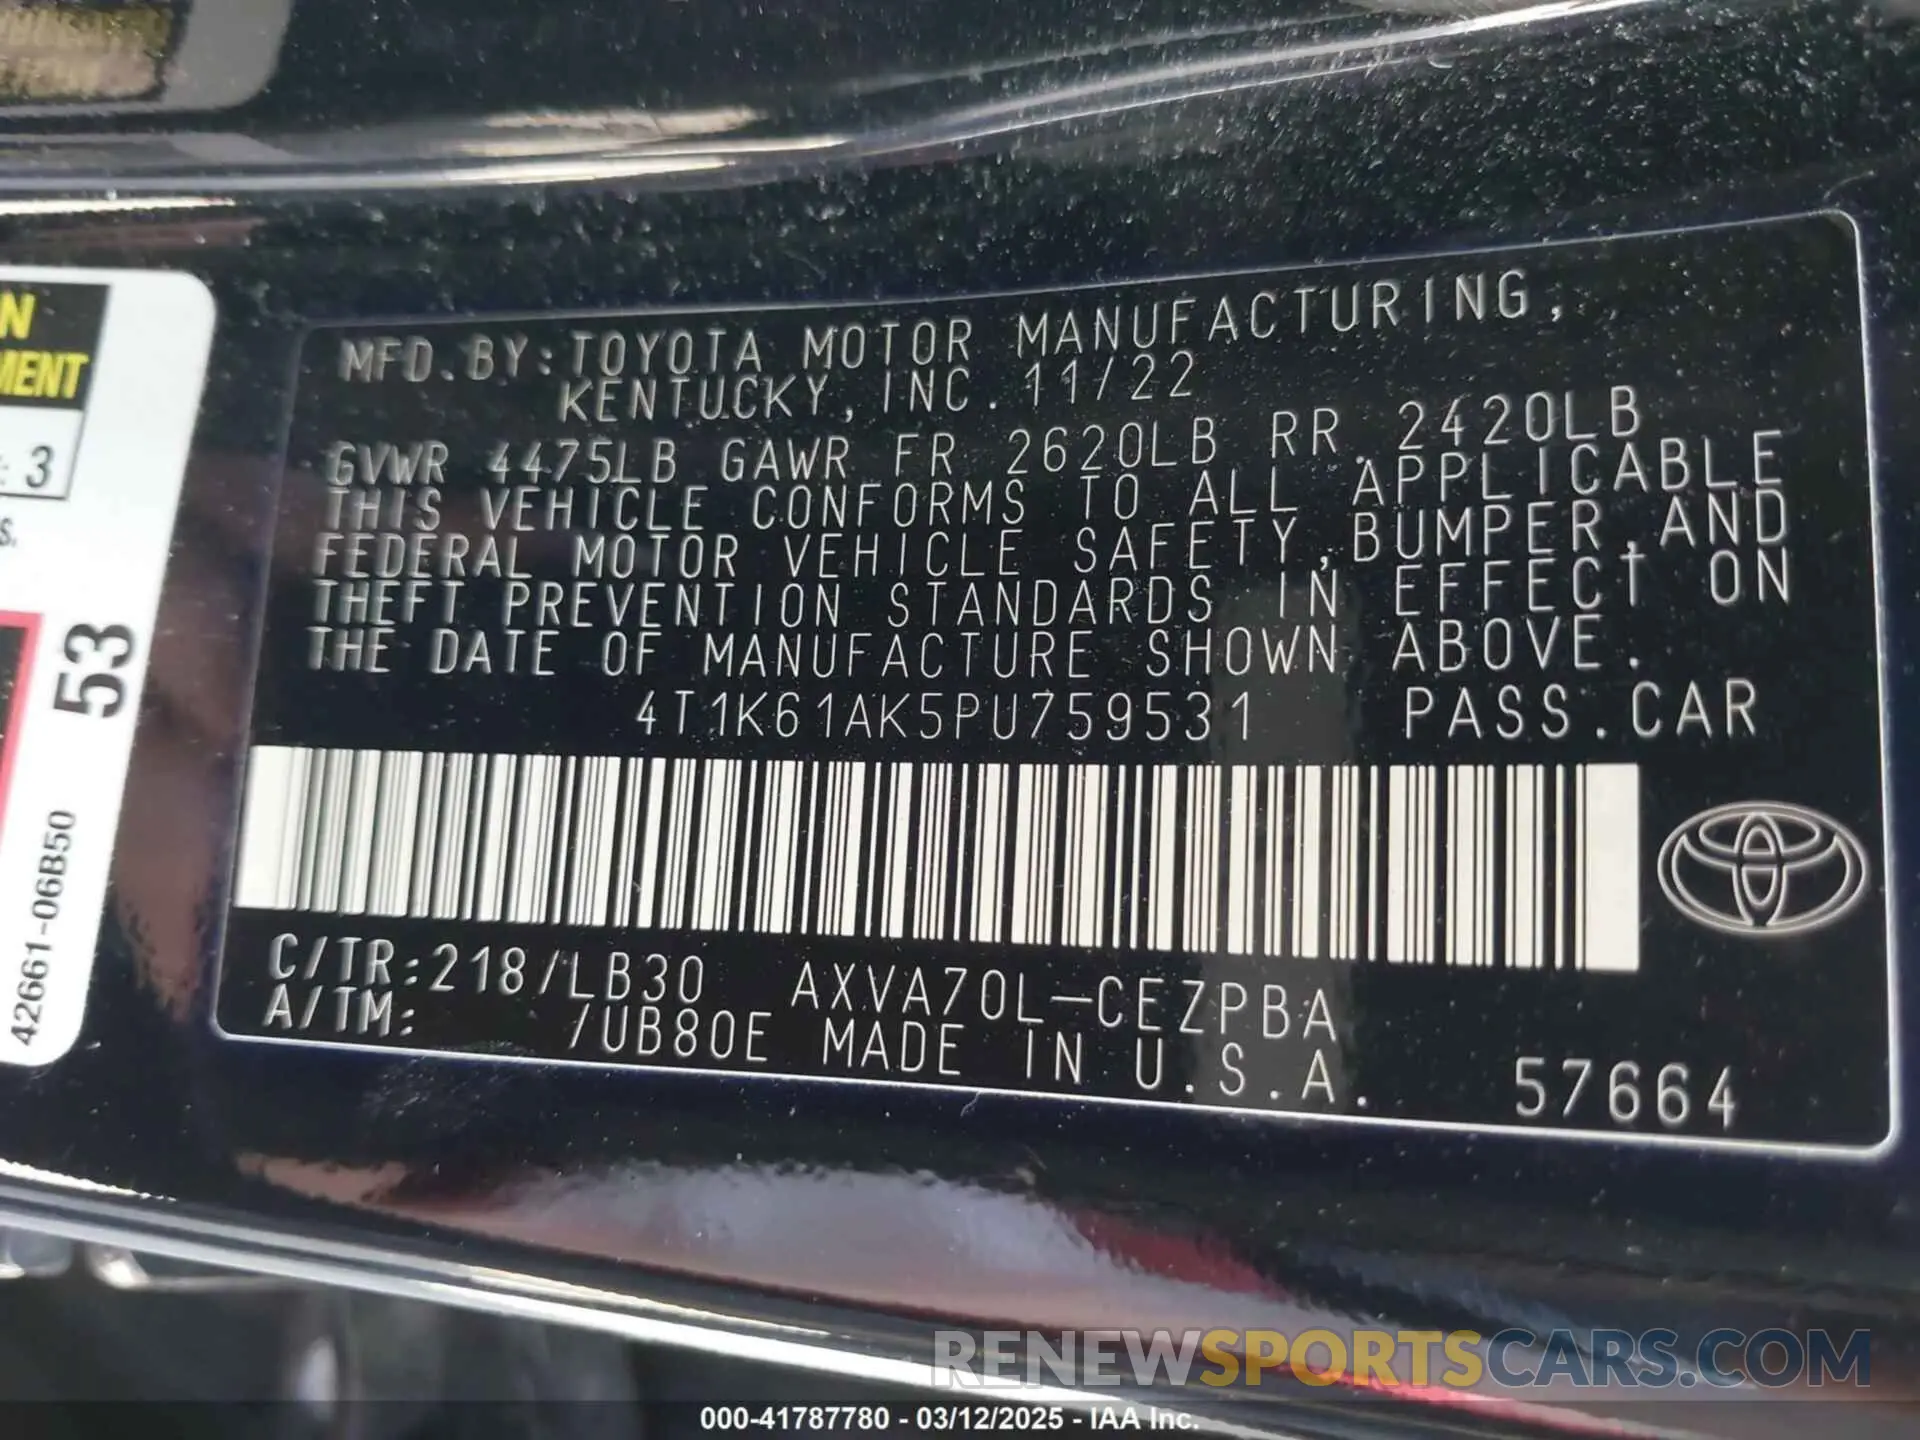 N
MENT
: 3
s.
53
42661-06B50
MFD.BY:TOYOTA MOTOR MANUFACTURING,
KENTUCKY, INC. 11/22
GVWR 4475LB GAWR FR 2620LB RR 2420LB
THIS VEHICLE CONFORMS TO ALL APPLICABLE
FEDERAL MOTOR VEHICLE SAFETY, BUMPER, AND
THEFT PREVENTION STANDARDS IN EFFECT ON
THE DATE OF MANUFACTURE SHOWN ABOVE.
4T1K61AK5PU759531 PASS.CAR
C/TR:218/LB30 AXVA70L-CEZPBA
A/TM: /UB80E MADE IN U.S.A. 57664
RENEWSPORTSCARS.COM
000-41787780 - 03/12/2025 - IAA Inc.